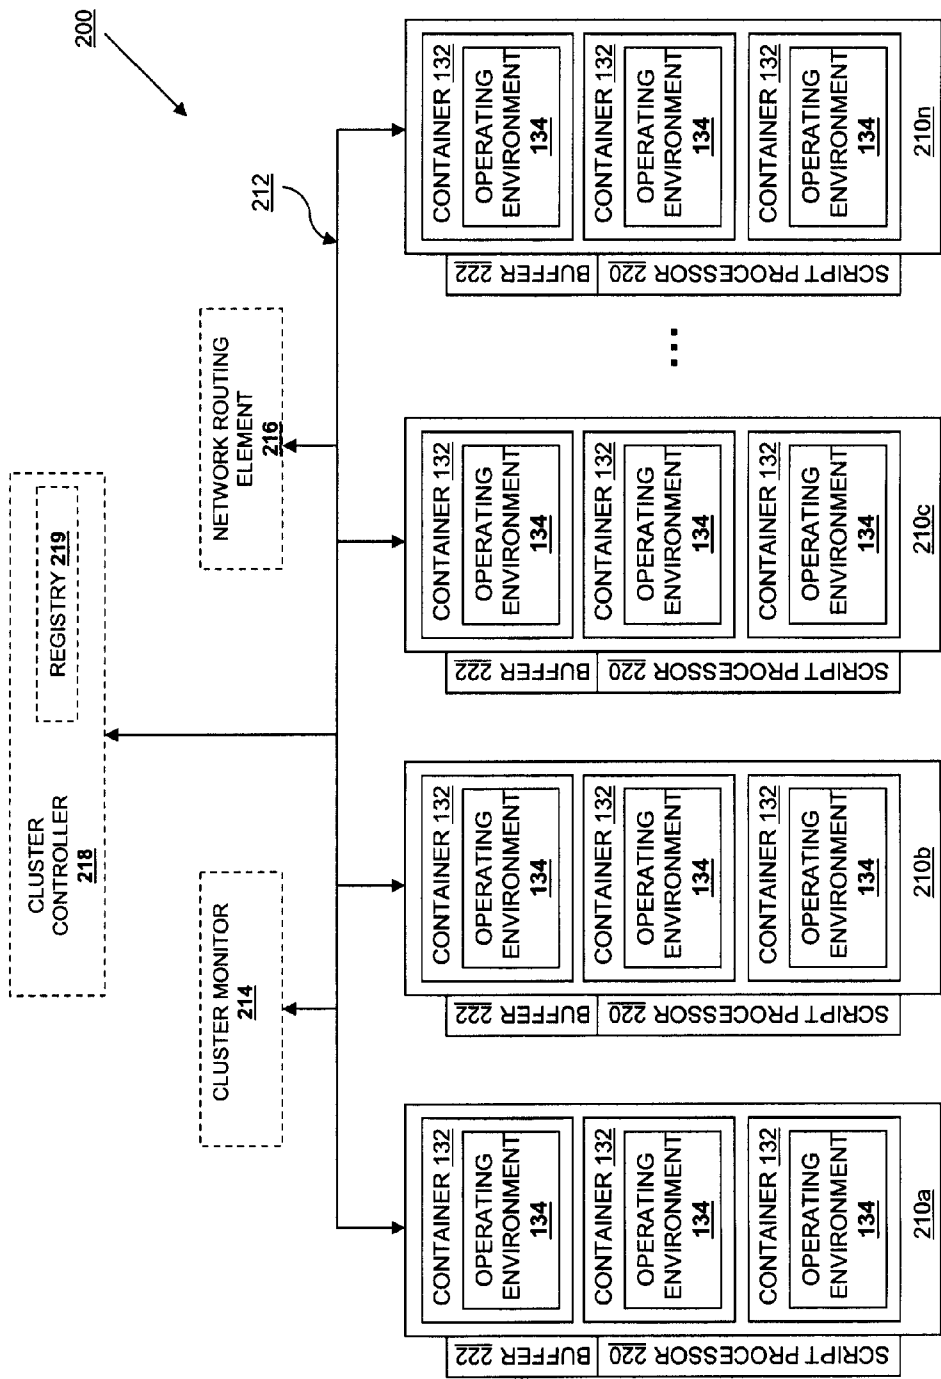 200
CLUSTER
CONTROLLER
218
REGISTRY 219
CLUSTER MONITOR
214
NETWORK ROUTING
ELEMENT
216
212
BUFFER 222
SCRIPT PROCESSOR 220
CONTAINER 132
OPERATING
ENVIRONMENT
134
CONTAINER 132
OPERATING
ENVIRONMENT
134
CONTAINER 132
OPERATING
ENVIRONMENT
134
210a
BUFFER 222
SCRIPT PROCESSOR 220
CONTAINER 132
OPERATING
ENVIRONMENT
134
CONTAINER 132
OPERATING
ENVIRONMENT
134
CONTAINER 132
OPERATING
ENVIRONMENT
134
210b
BUFFER 222
SCRIPT PROCESSOR 220
CONTAINER 132
OPERATING
ENVIRONMENT
134
CONTAINER 132
OPERATING
ENVIRONMENT
134
CONTAINER 132
OPERATING
ENVIRONMENT
134
210c
...
BUFFER 222
SCRIPT PROCESSOR 220
CONTAINER 132
OPERATING
ENVIRONMENT
134
CONTAINER 132
OPERATING
ENVIRONMENT
134
CONTAINER 132
OPERATING
ENVIRONMENT
134
210n